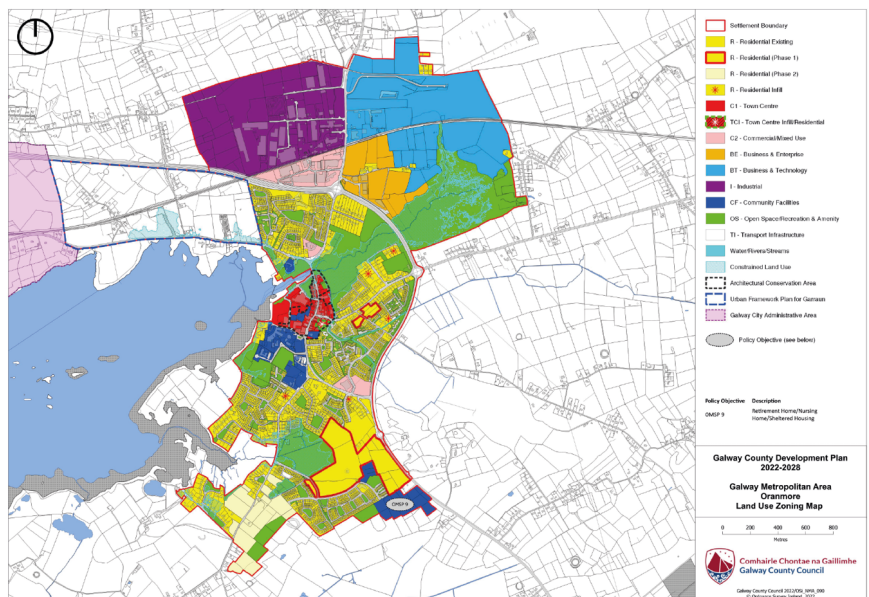 Settlement Boundary
R - Residential Existing
R - Residential (Phase 1)
R - Residential (Phase 2)
R - Residential Infill
C1 - Town Centre
TCI - Town Centre Infill/Residential
C2 - Commercial/Mixed Use
BE - Business & Enterprise
BT - Business & Technology
I - Industrial
CF - Community Facilities
OS - Open Space/Recreation & Amenity
TI - Transport Infrastructure
Water/Rivers/Streams
Constrained Land Use
Architectural Conservation Area
Urban Framework Plan for Garraun
Galway City Administrative Area
Policy Objective (see below)
Policy Objective Description
OMSP 9 Retirement Home/Nursing
Home/Sheltered Housing
OMSP 9
Galway County Development Plan
2022-2028
Galway Metropolitan Area
Oranmore
Land Use Zoning Map
0 200 400 600 800
Metres
Comhairle Chontae na Gaillimhe
Galway County Council